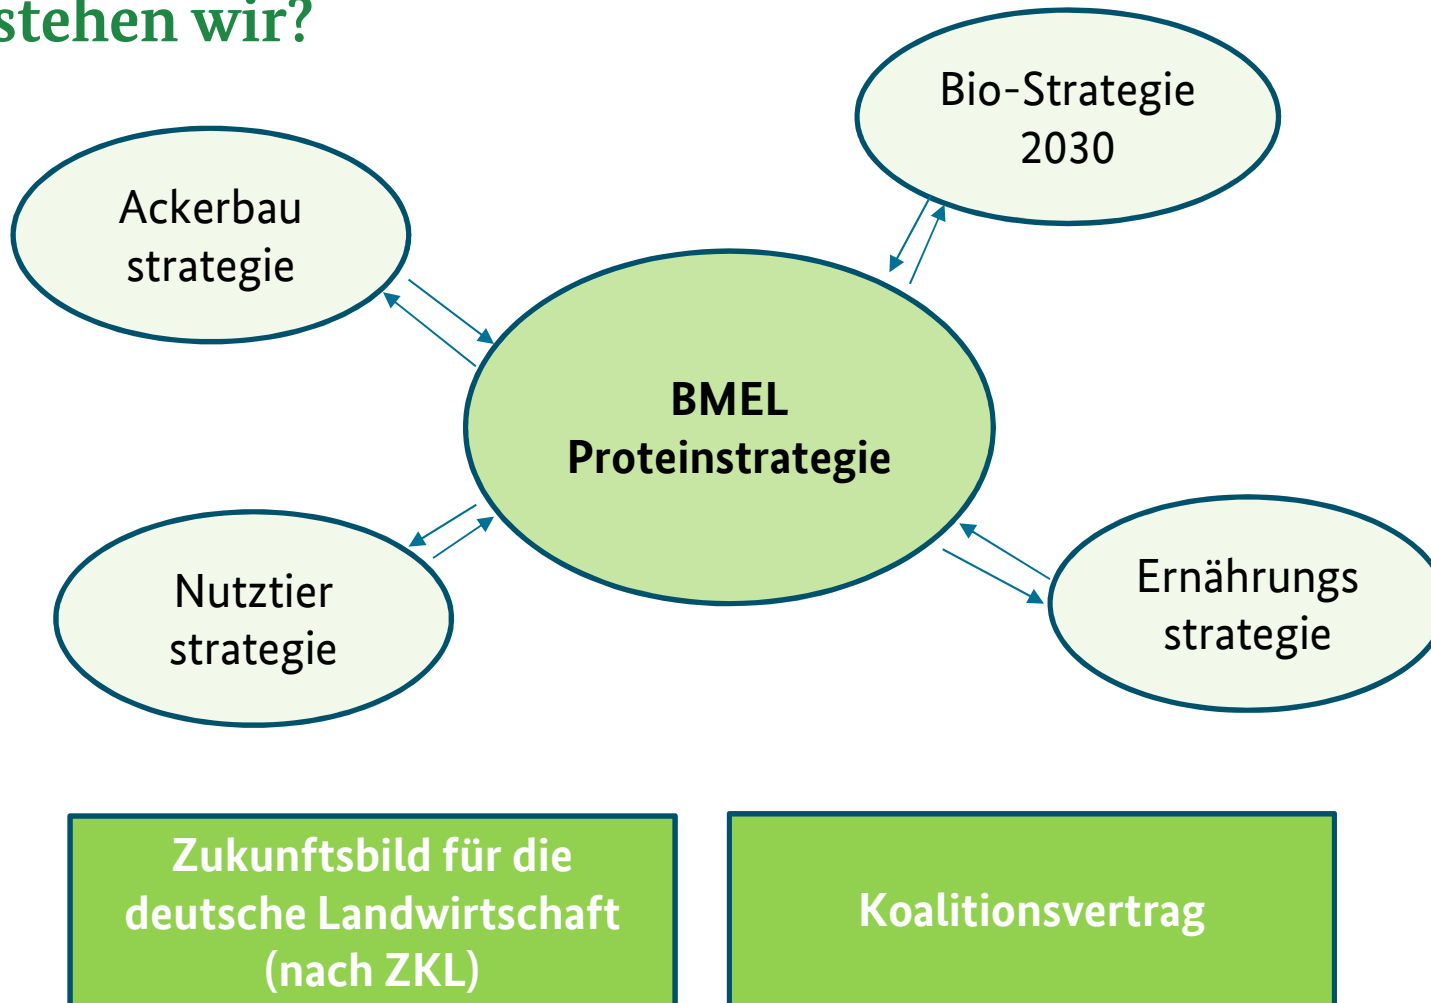 stehen wir?
Bio-Strategie
2030
Ackerbau
strategie
BMEL
Proteinstrategie
Nutztier
strategie
Ernährungs
strategie
Zukunftsbild für die
deutsche Landwirtschaft
(nach ZKL)
Koalitionsvertrag